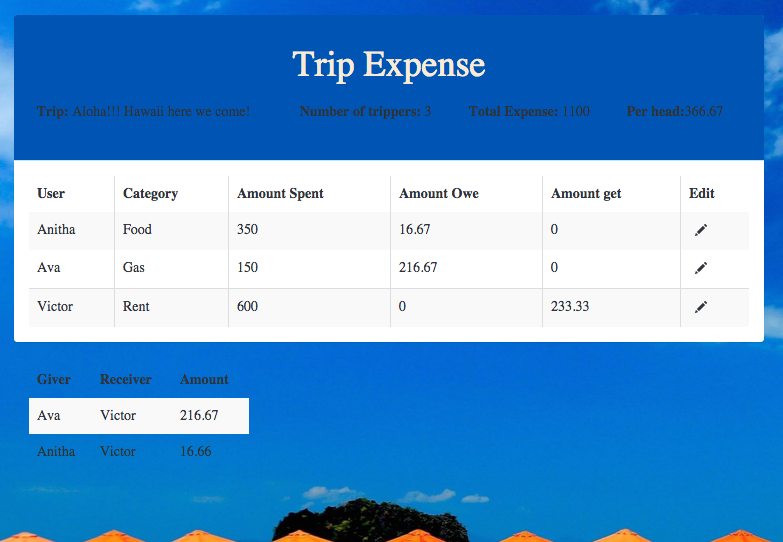 Trip Expense
Trip: Aloha!!! Hawaii here we come! Number of trippers: 3 Total Expense: 1100 Per head:366.67
User Category Amount Spent Amount Owe Amount get Edit
Anitha Food 350 16.67 0
Ava Gas 150 216.67 0
Victor Rent 600 0 233.33
Giver Receiver Amount
Ava Victor 216.67
Anitha Victor 16.66